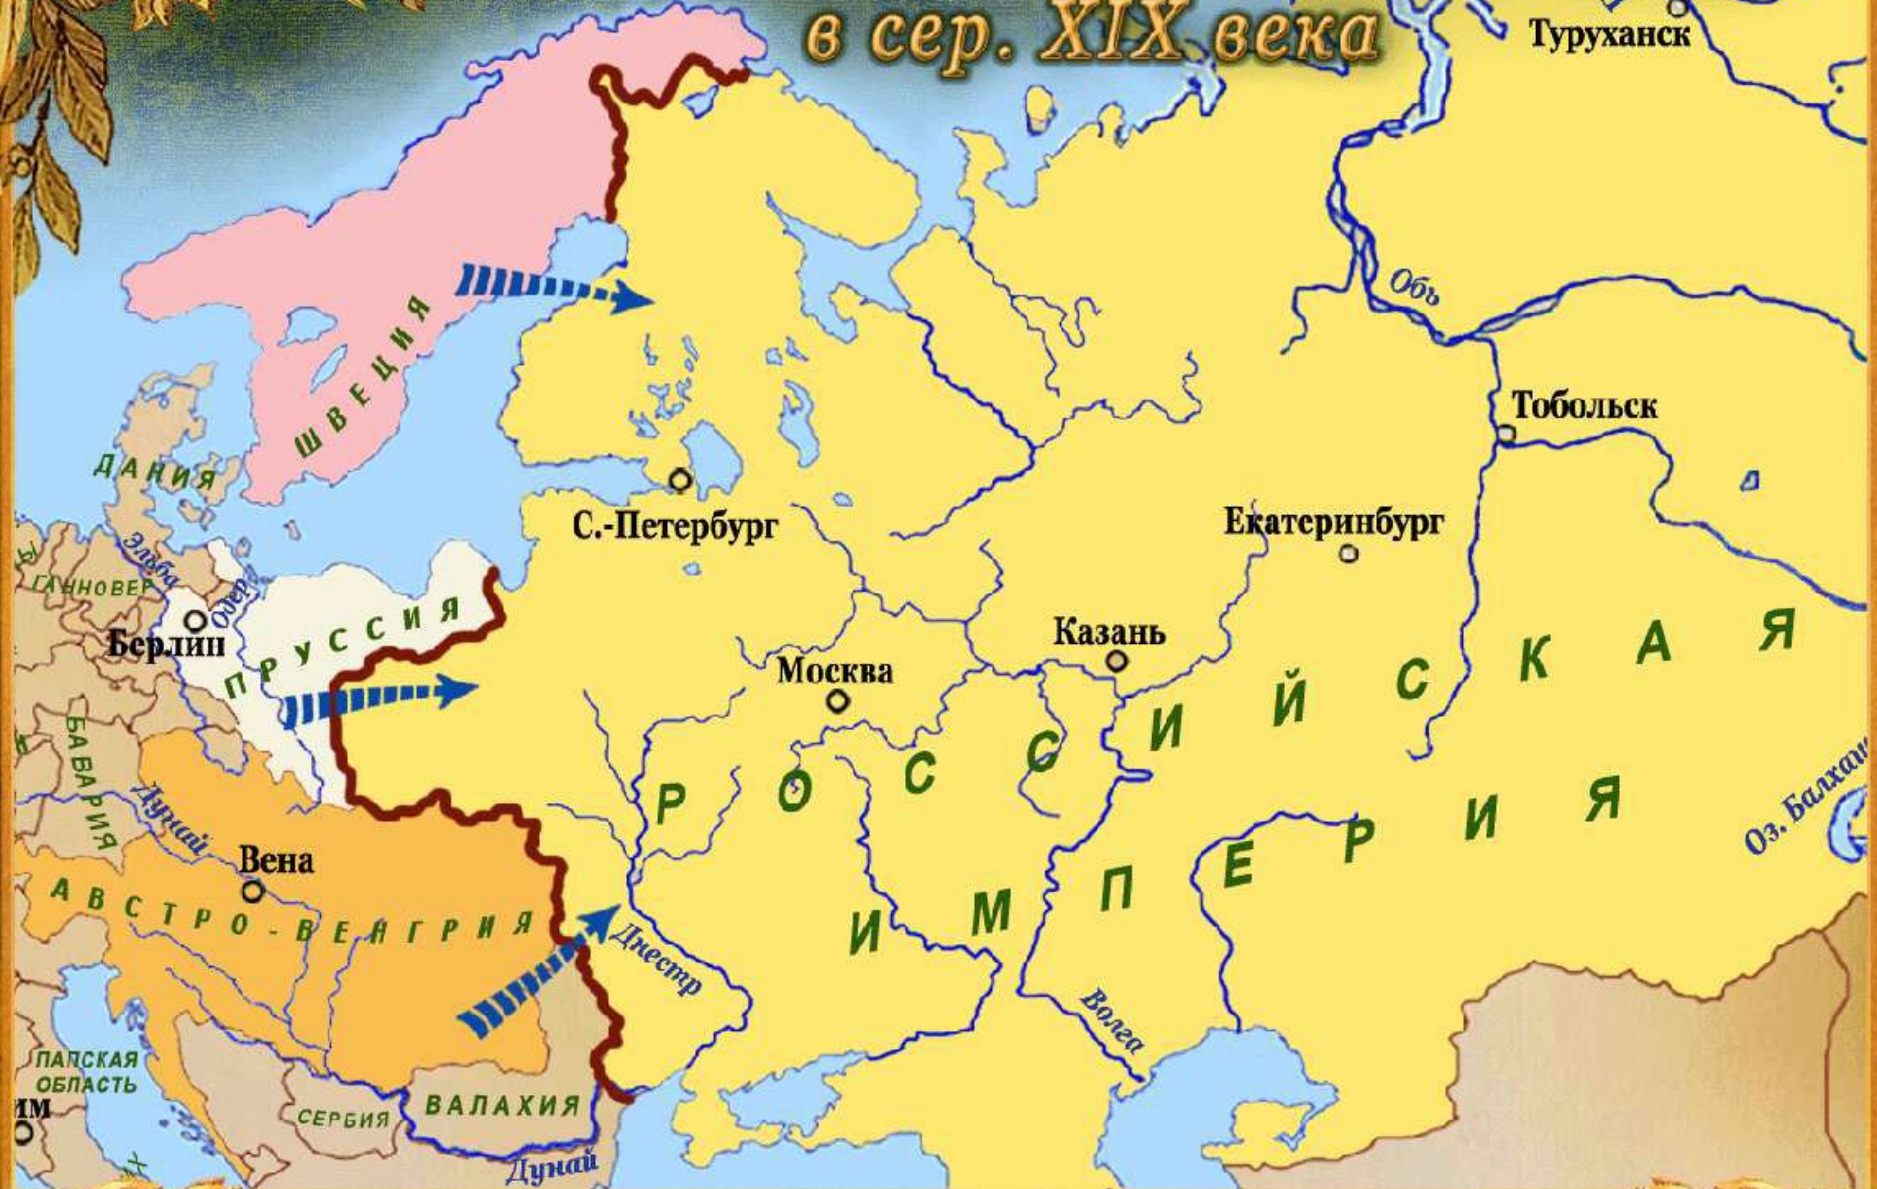 в сер. XIX века
Туруханск
Обь
Тобольск
ШВЕЦИЯ
ДАНИЯ
С.-Петербург
Екатеринбург
Эльба
ГАННОВЕР
Одер
Берлин
ПРУССИЯ
Казань
Москва
РОССИЙСКАЯ
ИМПЕРИЯ
БАВАРИЯ
Дунай
Вена
АВСТРО-ВЕНГРИЯ
Оз. Балхаш
Днестр
Волга
ПАПСКАЯ
ОБЛАСТЬ
им
СЕРБИЯ
ВАЛАХИЯ
Дунай